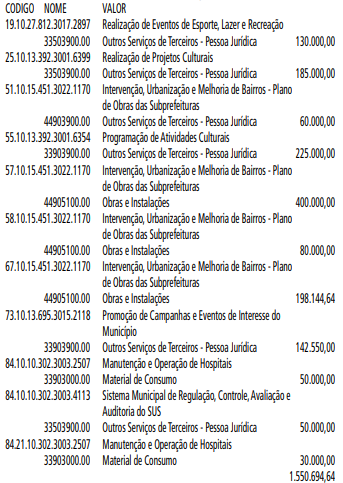 CODIGO NOME VALOR
19.10.27.812.3017.2897 Realização de Eventos de Esporte, Lazer e Recreação
33503900.00 Outros Serviços de Terceiros - Pessoa Jurídica 130.000,00
25.10.13.392.3001.6399 Realização de Projetos Culturais
33503900.00 Outros Serviços de Terceiros - Pessoa Jurídica 185.000,00
51.10.15.451.3022.1170 Intervenção, Urbanização e Melhoria de Bairros - Plano
de Obras das Subprefeituras
44903900.00 Outros Serviços de Terceiros - Pessoa Jurídica 60.000,00
55.10.13.392.3001.6354 Programação de Atividades Culturais
33903900.00 Outros Serviços de Terceiros - Pessoa Jurídica 225.000,00
57.10.15.451.3022.1170 Intervenção, Urbanização e Melhoria de Bairros - Plano
de Obras das Subprefeituras
44905100.00 Obras e Instalações 400.000,00
58.10.15.451.3022.1170 Intervenção, Urbanização e Melhoria de Bairros - Plano
de Obras das Subprefeituras
44905100.00 Obras e Instalações 80.000,00
67.10.15.451.3022.1170 Intervenção, Urbanização e Melhoria de Bairros - Plano
de Obras das Subprefeituras
44905100.00 Obras e Instalações 198.144,64
73.10.13.695.3015.2118 Promoção de Campanhas e Eventos de Interesse do
Município
33903900.00 Outros Serviços de Terceiros - Pessoa Jurídica 142.550,00
84.10.10.302.3003.2507 Manutenção e Operação de Hospitais
33903000.00 Material de Consumo 50.000,00
84.10.10.302.3003.4113 Sistema Municipal de Regulação, Controle, Avaliação e
Auditoria do SUS
33503900.00 Outros Serviços de Terceiros - Pessoa Jurídica 50.000,00
84.21.10.302.3003.2507 Manutenção e Operação de Hospitais
33903000.00 Material de Consumo 30.000,00
1.550.694,64